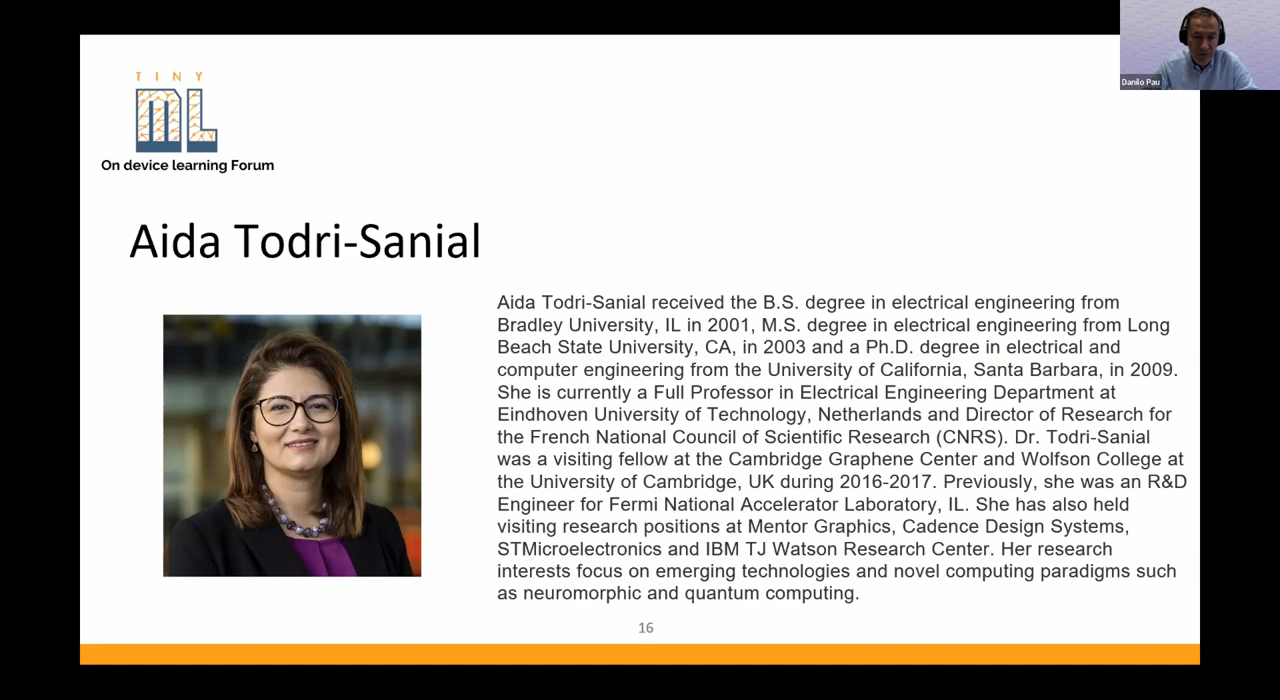 TINY
ML
On device learning Forum
Danilo Pau
Aida Todri-Sanial
Aida Todri-Sanial received the B.S. degree in electrical engineering from
Bradley University, IL in 2001, M.S. degree in electrical engineering from Long
Beach State University, CA, in 2003 and a Ph.D. degree in electrical and
computer engineering from the University of California, Santa Barbara, in 2009.
She is currently a Full Professor in Electrical Engineering Department at
Eindhoven University of Technology, Netherlands and Director of Research for
the French National Council of Scientific Research (CNRS). Dr. Todri-Sanial
was a visiting fellow at the Cambridge Graphene Center and Wolfson College at
the University of Cambridge, UK during 2016-2017. Previously, she was an R&D
Engineer for Fermi National Accelerator Laboratory, IL. She has also held
visiting research positions at Mentor Graphics, Cadence Design Systems,
STMicroelectronics and IBM TJ Watson Research Center. Her research
interests focus on emerging technologies and novel computing paradigms such
as neuromorphic and quantum computing.
16